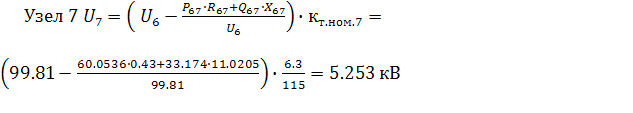 Узел 7 U₇ = ( U₆ − (P₆₇·R₆₇+Q₆₇·X₆₇)/U₆ ) · кт.ном.7 =
(99.81 − (60.0536·0.43+33.174·11.0205)/99.81) · 6.3/115 = 5.253 кВ